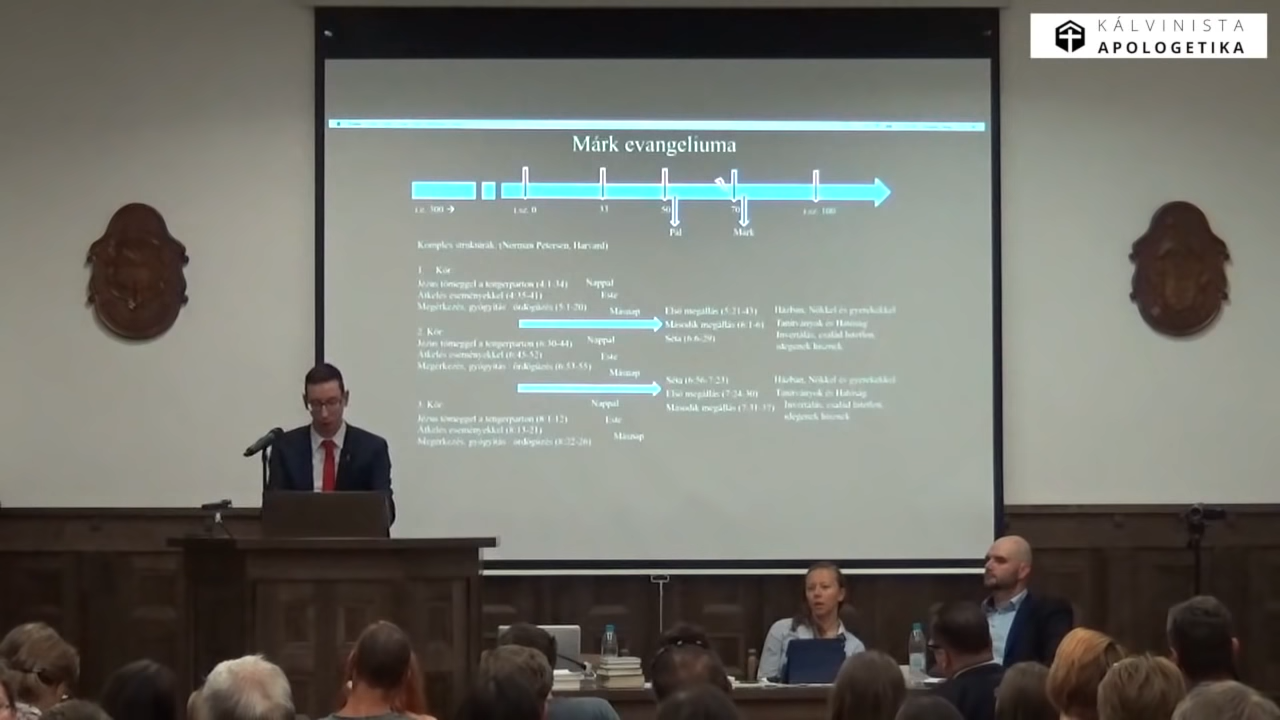 KÁLVINISTA
APOLOGETIKA
Márk evangéliuma
i.e. 300 → i.sz. 0 33 50 70 i.sz. 100
Pál Márk
Komplex struktúrák. (Norman Petersen, Harvard)
1. Kör
Jézus tömeggel a tengerparton (4:1-34) Nappal
Átkelés eseményekkel (4:35-41) Este
Megérkezés, gyógyítás ördögűzés (5:1-20) Másnap
Első megállás (5:21-43) Házban, Nőkkel és gyerekekkel
Második megállás (6:1-6) Tanítványok és Hatóság
Séta (6:6-29) Invertálás, család hitetlen,
idegenek hisznek
2. Kör
Jézus tömeggel a tengerparton (6:30-44) Nappal
Átkelés eseményekkel (6:45-52) Este
Megérkezés, gyógyítás ördögűzés (6:53-55) Másnap
Séta (6:56-7:23) Házban, Nőkkel és gyerekekkel
Első megállás (7:24-30) Tanítványok és Hatóság
Második megállás (7:31-37) Invertálás, család hitetlen,
idegenek hisznek
3. Kör
Jézus tömeggel a tengerparton (8:1-12) Nappal
Átkelés eseményekkel (8:13-21) Este
Megérkezés, gyógyítás ördögűzés (8:22-26) Másnap